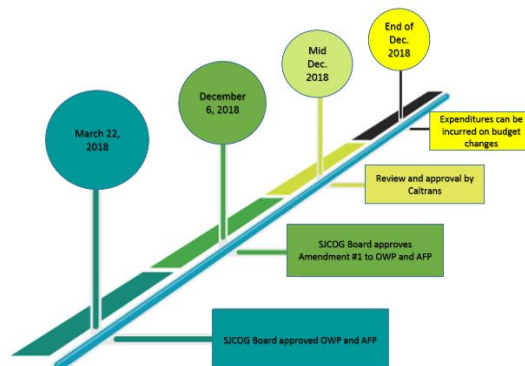 End of
Dec.
2018
Mid
Dec.
2018
December
6, 2018
March 22,
2018
Expenditures can be
incurred on budget
changes
Review and approval by
Caltrans
SJCOG Board approves
Amendment #1 to OWP and AFP
SJCOG Board approved OWP and AFP